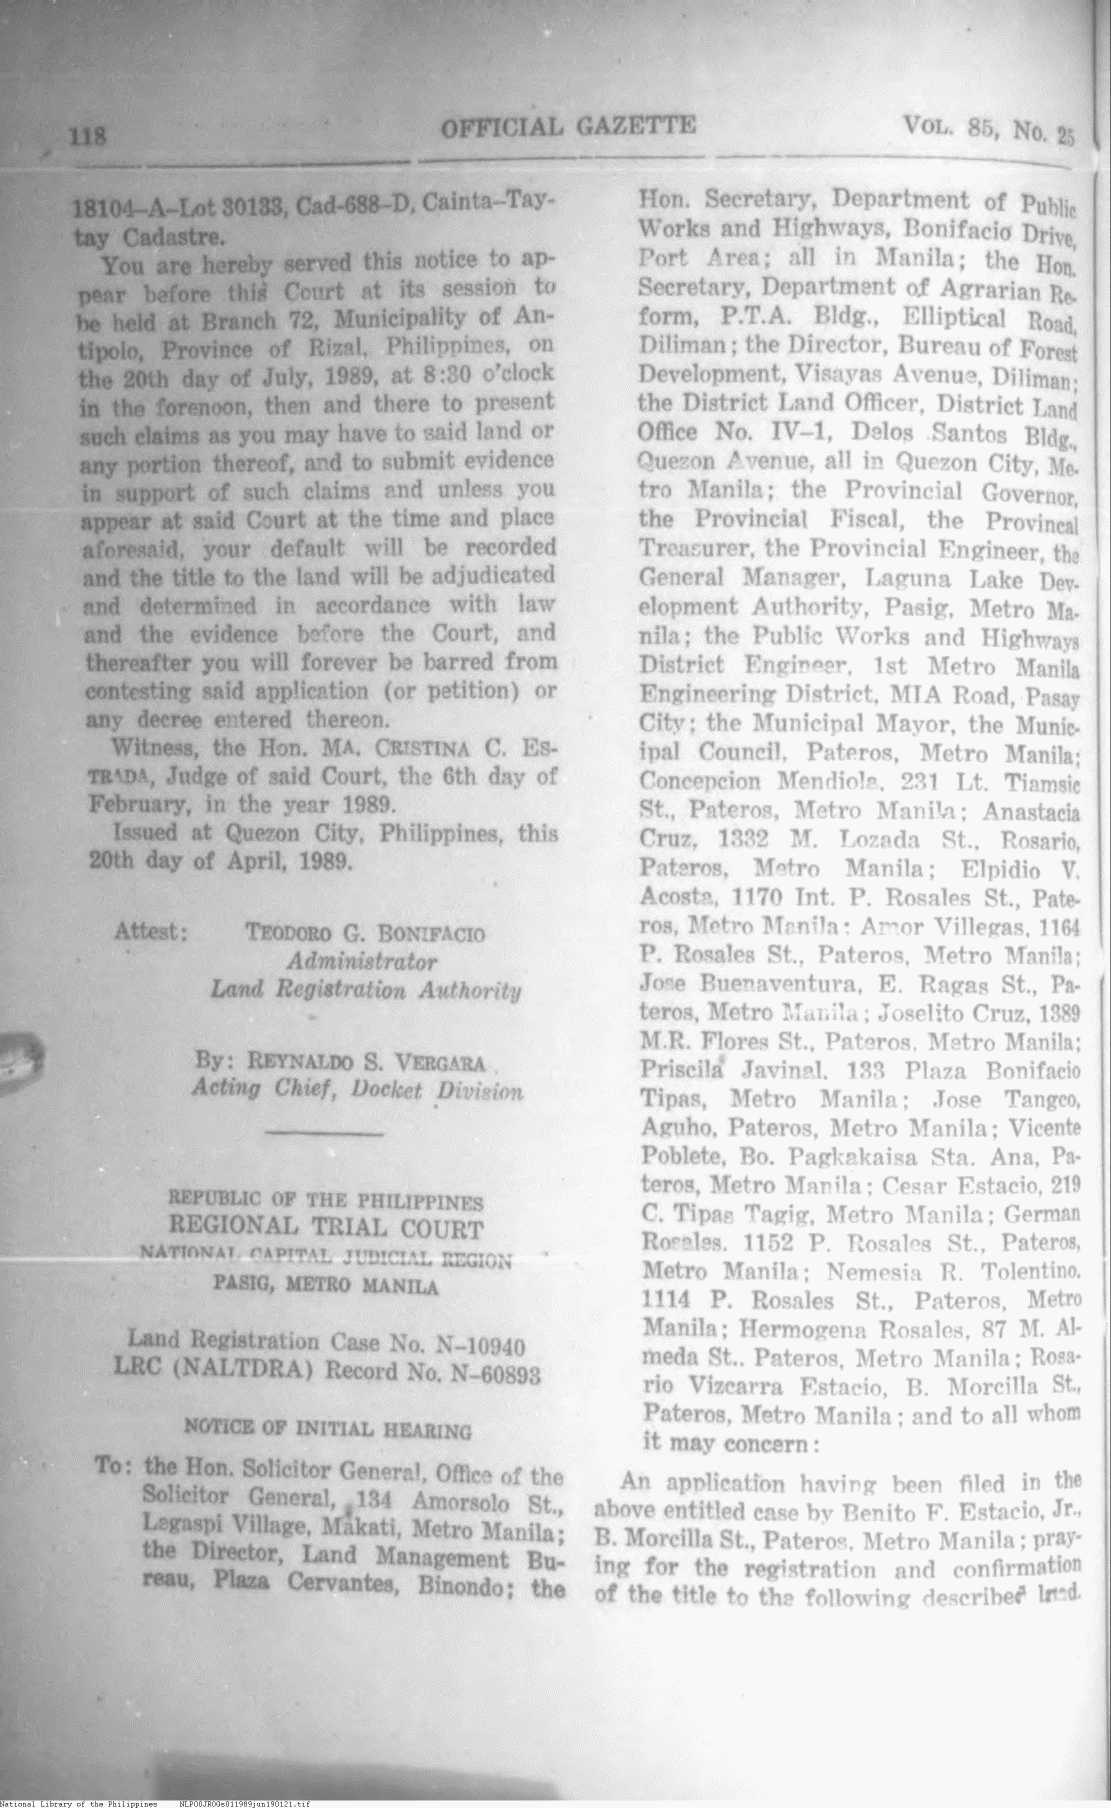 118
OFFICIAL GAZETTE
VOL. 85, No. 25
18104-A-Lot 30133, Cad-688-D, Cainta-Tay-
tay Cadastre.
You are hereby served this notice to ap-
pear before this Court at its session to
be held at Branch 72, Municipality of An-
tipolo, Province of Rizal, Philippines, on
the 20th day of July, 1989, at 8:30 o'clock
in the forenoon, then and there to present
such claims as you may have to said land or
any portion thereof, and to submit evidence
in support of such claims and unless you
appear at said Court at the time and place
aforesaid, your default will be recorded
and the title to the land will be adjudicated
and determined in accordance with law
and the evidence before the Court, and
thereafter you will forever be barred from
contesting said application (or petition) or
any decree entered thereon.
Witness, the Hon. MA. CRISTINA C. ES-
TRADA, Judge of said Court, the 6th day of
February, in the year 1989.
Issued at Quezon City, Philippines, this
20th day of April, 1989.
Attest: TEODORO G. BONIFACIO
Administrator
Land Registration Authority
By: REYNALDO S. VERGARA
Acting Chief, Docket Division
REPUBLIC OF THE PHILIPPINES
REGIONAL TRIAL COURT
NATIONAL CAPITAL JUDICIAL REGION
PASIG, METRO MANILA
Land Registration Case No. N-10940
LRC (NALTDRA) Record No. N-60893
NOTICE OF INITIAL HEARING
To: the Hon. Solicitor General, Office of the
Solicitor General, 134 Amorsolo St.,
Legaspi Village, Makati, Metro Manila;
the Director, Land Management Bu-
reau, Plaza Cervantes, Binondo; the
Hon. Secretary, Department of Public
Works and Highways, Bonifacio Drive,
Port Area; all in Manila; the Hon.
Secretary, Department of Agrarian Re-
form, P.T.A. Bldg., Elliptical Road,
Diliman; the Director, Bureau of Forest
Development, Visayas Avenue, Diliman;
the District Land Officer, District Land
Office No. IV-1, Delos Santos Bldg.,
Quezon Avenue, all in Quezon City, Me-
tro Manila; the Provincial Governor,
the Provincial Fiscal, the Provincal
Treasurer, the Provincial Engineer, the
General Manager, Laguna Lake Dev-
elopment Authority, Pasig, Metro Ma-
nila; the Public Works and Highways
District Engineer, 1st Metro Manila
Engineering District, MIA Road, Pasay
City; the Municipal Mayor, the Munic-
ipal Council, Pateros, Metro Manila;
Concepcion Mendiola, 231 Lt. Tiamsic
St., Pateros, Metro Manila; Anastacia
Cruz, 1332 M. Lozada St., Rosario,
Pateros, Metro Manila; Elpidio V.
Acosta, 1170 Int. P. Rosales St., Pate-
ros, Metro Manila; Amor Villegas, 1164
P. Rosales St., Pateros, Metro Manila;
Jose Buenaventura, E. Ragas St., Pa-
teros, Metro Manila; Joselito Cruz, 1389
M.R. Flores St., Pateros, Metro Manila;
Priscila Javinal, 133 Plaza Bonifacio
Tipas, Metro Manila; Jose Tangco,
Aguho, Pateros, Metro Manila; Vicente
Poblete, Bo. Pagkakaisa Sta. Ana, Pa-
teros, Metro Manila; Cesar Estacio, 219
C. Tipas Tagig, Metro Manila; German
Rosales, 1152 P. Rosales St., Pateros,
Metro Manila; Nemesia R. Tolentino,
1114 P. Rosales St., Pateros, Metro
Manila; Hermogena Rosales, 87 M. Al-
meda St., Pateros, Metro Manila; Rosa-
rio Vizcarra Estacio, B. Morcilla St.,
Pateros, Metro Manila; and to all whom
it may concern:
An application having been filed in the
above entitled case by Benito F. Estacio, Jr.,
B. Morcilla St., Pateros, Metro Manila; pray-
ing for the registration and confirmation
of the title to the following described land.
National Library of the Philippines NLPO0JR00s011989jun190121.tif